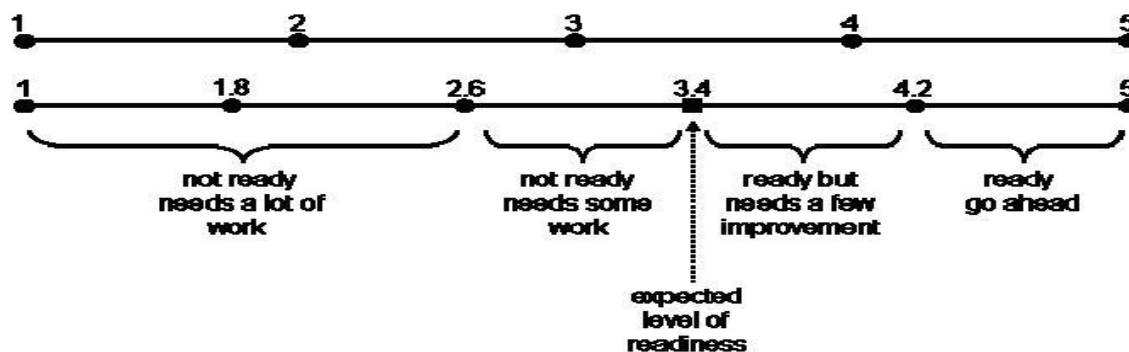 1 2 3 4 5
1 1.8 2.6 3.4 4.2 5
not ready
needs a lot of
work
not ready
needs some
work
ready but
needs a few
improvement
ready
go ahead
expected
level of
readiness